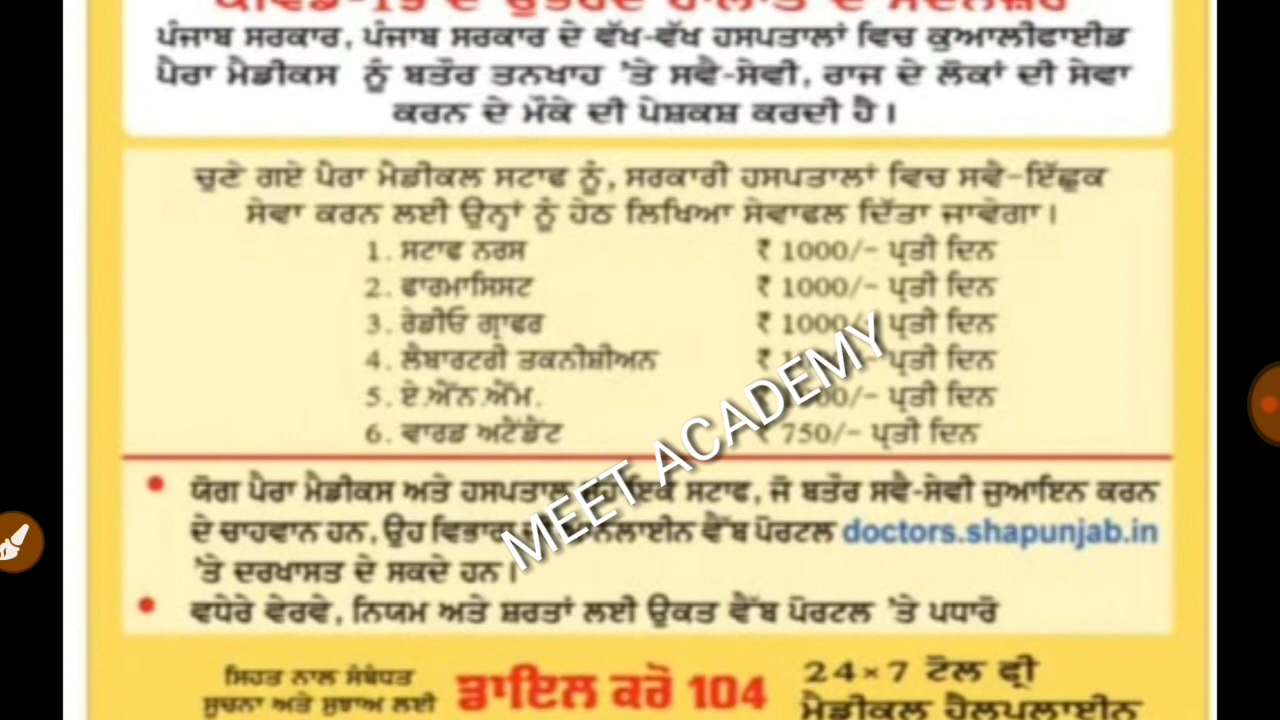 ਕੋਵਿਡ-19 ਦੇ ਚੁਭਰਦੇ ਹਾਲਾਤ ਦੇ ਮੱਦੇਨਜ਼ਰ
ਪੰਜਾਬ ਸਰਕਾਰ, ਪੰਜਾਬ ਸਰਕਾਰ ਦੇ ਵੱਖ-ਵੱਖ ਹਸਪਤਾਲਾਂ ਵਿਚ ਕੁਆਲੀਫਾਈਡ
ਪੈਰਾ ਮੈਡੀਕਸ ਨੂੰ ਬਤੌਰ ਤਨਖਾਹ 'ਤੇ ਸਵੈ-ਸੇਵੀ, ਰਾਜ ਦੇ ਲੋਕਾਂ ਦੀ ਸੇਵਾ
ਕਰਨ ਦੇ ਮੌਕੇ ਦੀ ਪੇਸ਼ਕਸ਼ ਕਰਦੀ ਹੈ।
ਚੁਣੇ ਗਏ ਪੈਰਾ ਮੈਡੀਕਲ ਸਟਾਫ ਨੂੰ, ਸਰਕਾਰੀ ਹਸਪਤਾਲਾਂ ਵਿਚ ਸਵੈ-ਇੱਛੁਕ
ਸੇਵਾ ਕਰਨ ਲਈ ਉਨ੍ਹਾਂ ਨੂੰ ਹੇਠ ਲਿਖਿਆ ਸੇਵਾਫਲ ਦਿੱਤਾ ਜਾਵੇਗਾ।
1. ਸਟਾਫ ਨਰਸ ₹ 1000/- ਪ੍ਰਤੀ ਦਿਨ
2. ਫਾਰਮਾਸਿਸਟ ₹ 1000/- ਪ੍ਰਤੀ ਦਿਨ
3. ਰੇਡੀਓ ਗ੍ਰਾਫਰ ₹ 1000/- ਪ੍ਰਤੀ ਦਿਨ
4. ਲੈਬਾਰਟਰੀ ਤਕਨੀਸ਼ੀਅਨ ₹ ਪ੍ਰਤੀ ਦਿਨ
5. ਏ.ਐੱਨ.ਐੱਮ. ਪ੍ਰਤੀ ਦਿਨ
6. ਵਾਰਡ ਅਟੈਂਡੈਂਟ ₹ 750/- ਪ੍ਰਤੀ ਦਿਨ
MEET ACADEMY
• ਯੋਗ ਪੈਰਾ ਮੈਡੀਕਸ ਅਤੇ ਹਸਪਤਾਲ ਸਟਾਫ, ਜੋ ਬਤੌਰ ਸਵੈ-ਸੇਵੀ ਜੁਆਇਨ ਕਰਨ
ਦੇ ਚਾਹਵਾਨ ਹਨ, ਉਹ ਵਿਭਾਗ ਵੈੱਬ ਪੋਰਟਲ doctors.shapunjab.in
'ਤੇ ਦਰਖਾਸਤ ਦੇ ਸਕਦੇ ਹਨ।
• ਵਧੇਰੇ ਵੇਰਵੇ, ਨਿਯਮ ਅਤੇ ਸ਼ਰਤਾਂ ਲਈ ਉਕਤ ਵੈੱਬ ਪੋਰਟਲ 'ਤੇ ਪਧਾਰੋ
ਸਿਹਤ ਨਾਲ ਸੰਬੰਧਤ
ਸੂਚਨਾ ਅਤੇ ਸੁਝਾਅ ਲਈ
ਡਾਇਲ ਕਰੋ 104
24×7 ਟੋਲ ਫ੍ਰੀ
ਮੈਡੀਕਲ ਹੈਲਪਲਾਈਨ